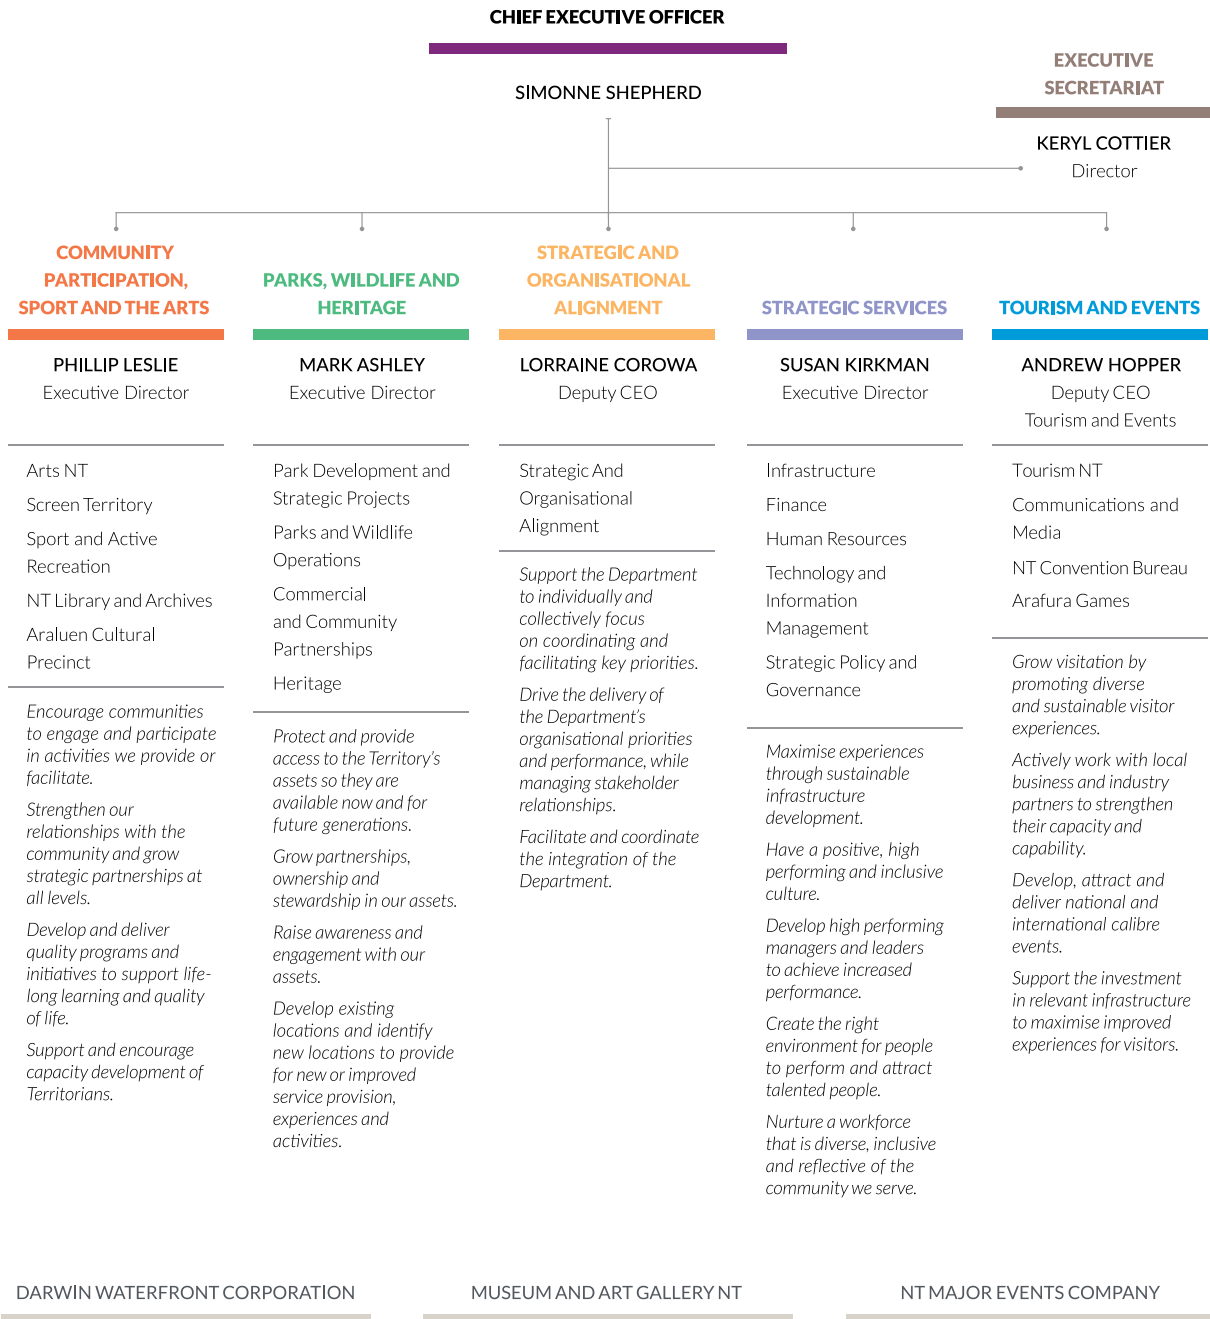 CHIEF EXECUTIVE OFFICER
SIMONNE SHEPHERD
EXECUTIVE
SECRETARIAT
KERYL COTTIER
Director
COMMUNITY
PARTICIPATION,
SPORT AND THE ARTS
PHILLIP LESLIE
Executive Director
Arts NT
Screen Territory
Sport and Active
Recreation
NT Library and Archives
Araluen Cultural
Precinct
Encourage communities
to engage and participate
in activities we provide or
facilitate.
Strengthen our
relationships with the
community and grow
strategic partnerships at
all levels.
Develop and deliver
quality programs and
initiatives to support life-
long learning and quality
of life.
Support and encourage
capacity development of
Territorians.
PARKS, WILDLIFE AND
HERITAGE
MARK ASHLEY
Executive Director
Park Development and
Strategic Projects
Parks and Wildlife
Operations
Commercial
and Community
Partnerships
Heritage
Protect and provide
access to the Territory's
assets so they are
available now and for
future generations.
Grow partnerships,
ownership and
stewardship in our assets.
Raise awareness and
engagement with our
assets.
Develop existing
locations and identify
new locations to provide
for new or improved
service provision,
experiences and
activities.
STRATEGIC AND
ORGANISATIONAL
ALIGNMENT
LORRAINE COROWA
Deputy CEO
Strategic And
Organisational
Alignment
Support the Department
to individually and
collectively focus
on coordinating and
facilitating key priorities.
Drive the delivery of
the Department's
organisational priorities
and performance, while
managing stakeholder
relationships.
Facilitate and coordinate
the integration of the
Department.
STRATEGIC SERVICES
SUSAN KIRKMAN
Executive Director
Infrastructure
Finance
Human Resources
Technology and
Information
Management
Strategic Policy and
Governance
Maximise experiences
through sustainable
infrastructure
development.
Have a positive, high
performing and inclusive
culture.
Develop high performing
managers and leaders
to achieve increased
performance.
Create the right
environment for people
to perform and attract
talented people.
Nurture a workforce
that is diverse, inclusive
and reflective of the
community we serve.
TOURISM AND EVENTS
ANDREW HOPPER
Deputy CEO
Tourism and Events
Tourism NT
Communications and
Media
NT Convention Bureau
Arafura Games
Grow visitation by
promoting diverse
and sustainable visitor
experiences.
Actively work with local
business and industry
partners to strengthen
their capacity and
capability.
Develop, attract and
deliver national and
international calibre
events.
Support the investment
in relevant infrastructure
to maximise improved
experiences for visitors.
DARWIN WATERFRONT CORPORATION
MUSEUM AND ART GALLERY NT
NT MAJOR EVENTS COMPANY